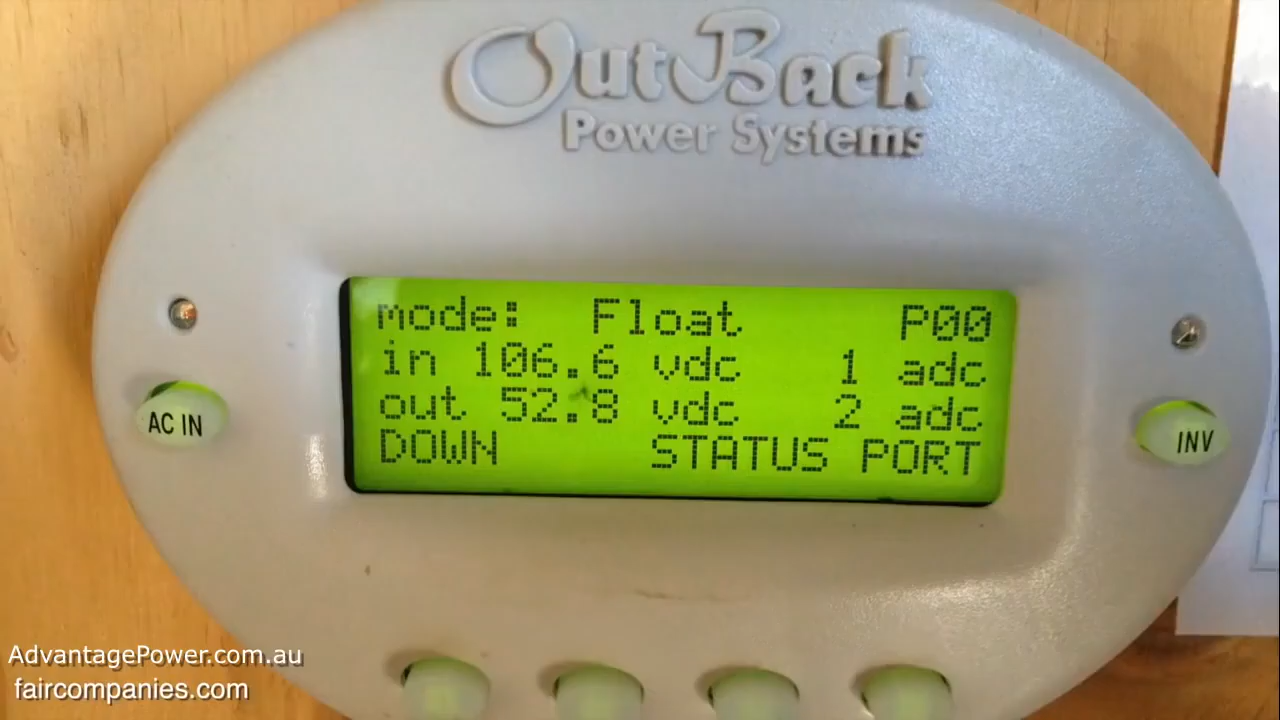 OutBack
Power Systems
mode: Float P00
in 106.6 vdc 1 adc
out 52.8 vdc 2 adc
DOWN STATUS PORT
AC IN
INV
AdvantagePower.com.au
faircompanies.com